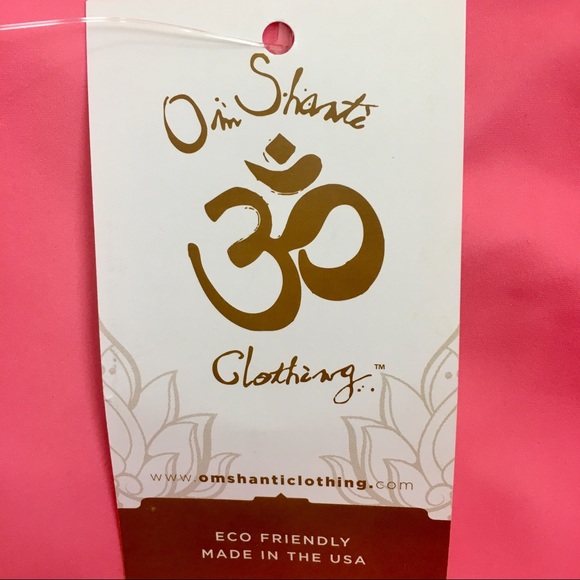 Om Shanti
ॐ
Clothing™
www.omshanticlothing.com
ECO FRIENDLY
MADE IN THE USA